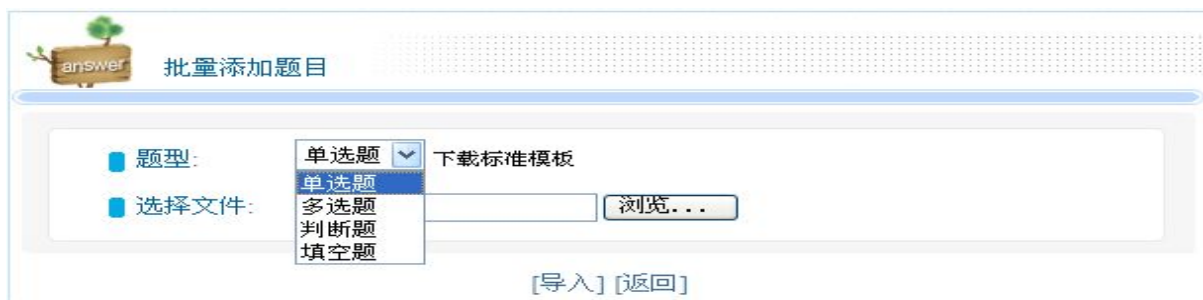 answer
批量添加题目
题型: 单选题 下载标准模板
单选题
选择文件: 浏览...
多选题
判断题
填空题
[导入] [返回]